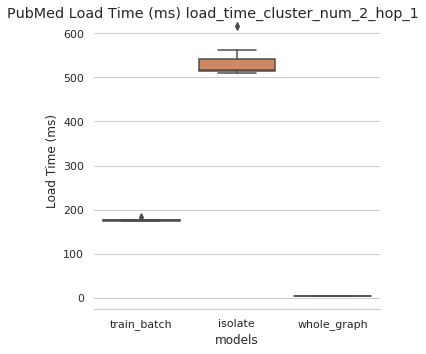 PubMed Load Time (ms) load_time_cluster_num_2_hop_1
600
500
400
300
200
100
0
Load Time (ms)
train_batch isolate whole_graph
models